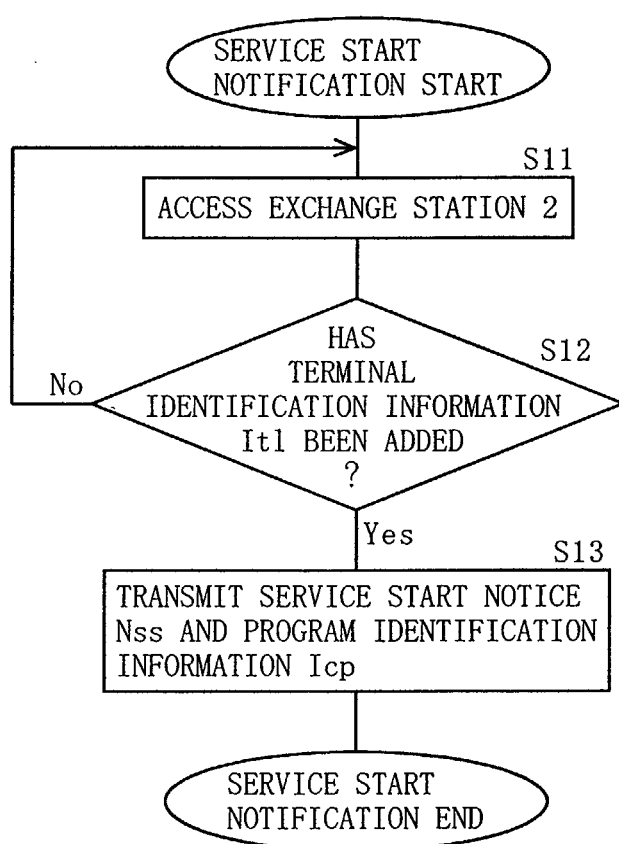 SERVICE START
NOTIFICATION START
S11
ACCESS EXCHANGE STATION 2
HAS
TERMINAL
IDENTIFICATION INFORMATION
Itl BEEN ADDED
?
S12
No
Yes
S13
TRANSMIT SERVICE START NOTICE
Nss AND PROGRAM IDENTIFICATION
INFORMATION Icp
SERVICE START
NOTIFICATION END